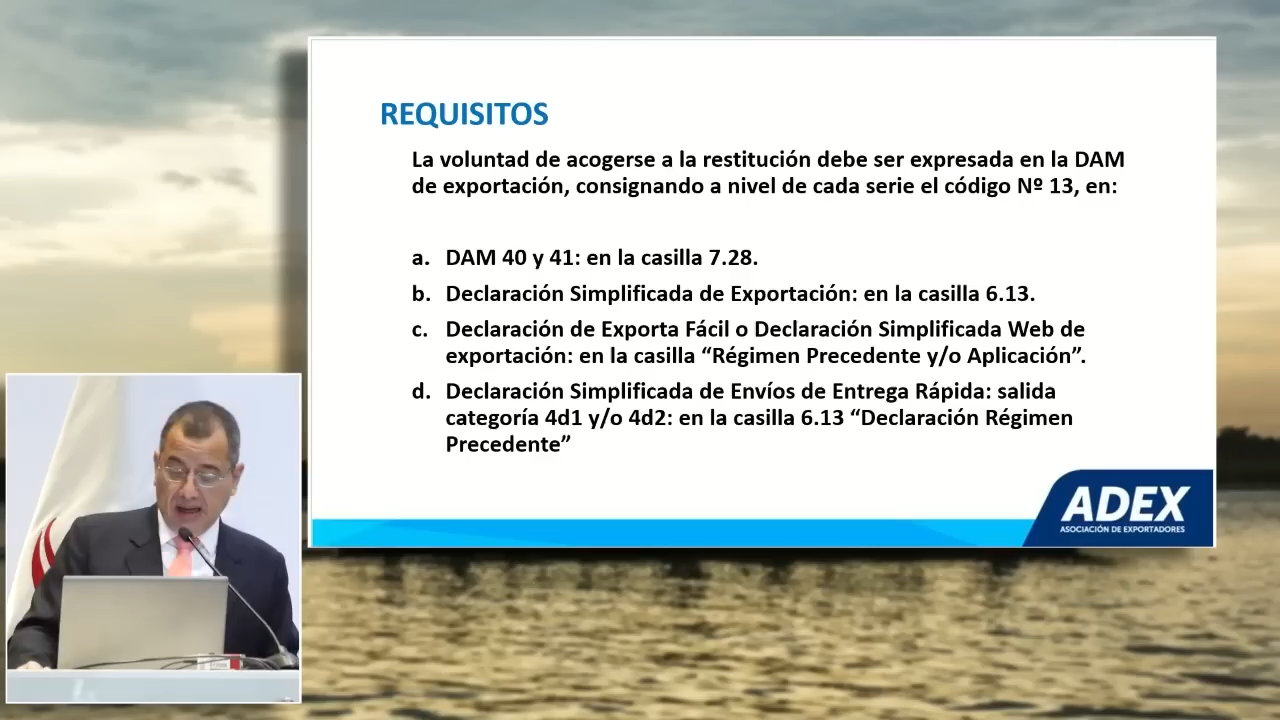 REQUISITOS
La voluntad de acogerse a la restitución debe ser expresada en la DAM
de exportación, consignando a nivel de cada serie el código Nº 13, en:
a. DAM 40 y 41: en la casilla 7.28.
b. Declaración Simplificada de Exportación: en la casilla 6.13.
c. Declaración de Exporta Fácil o Declaración Simplificada Web de
exportación: en la casilla “Régimen Precedente y/o Aplicación”.
d. Declaración Simplificada de Envíos de Entrega Rápida: salida
categoría 4d1 y/o 4d2: en la casilla 6.13 “Declaración Régimen
Precedente”
ADEX
ASOCIACIÓN DE EXPORTADORES